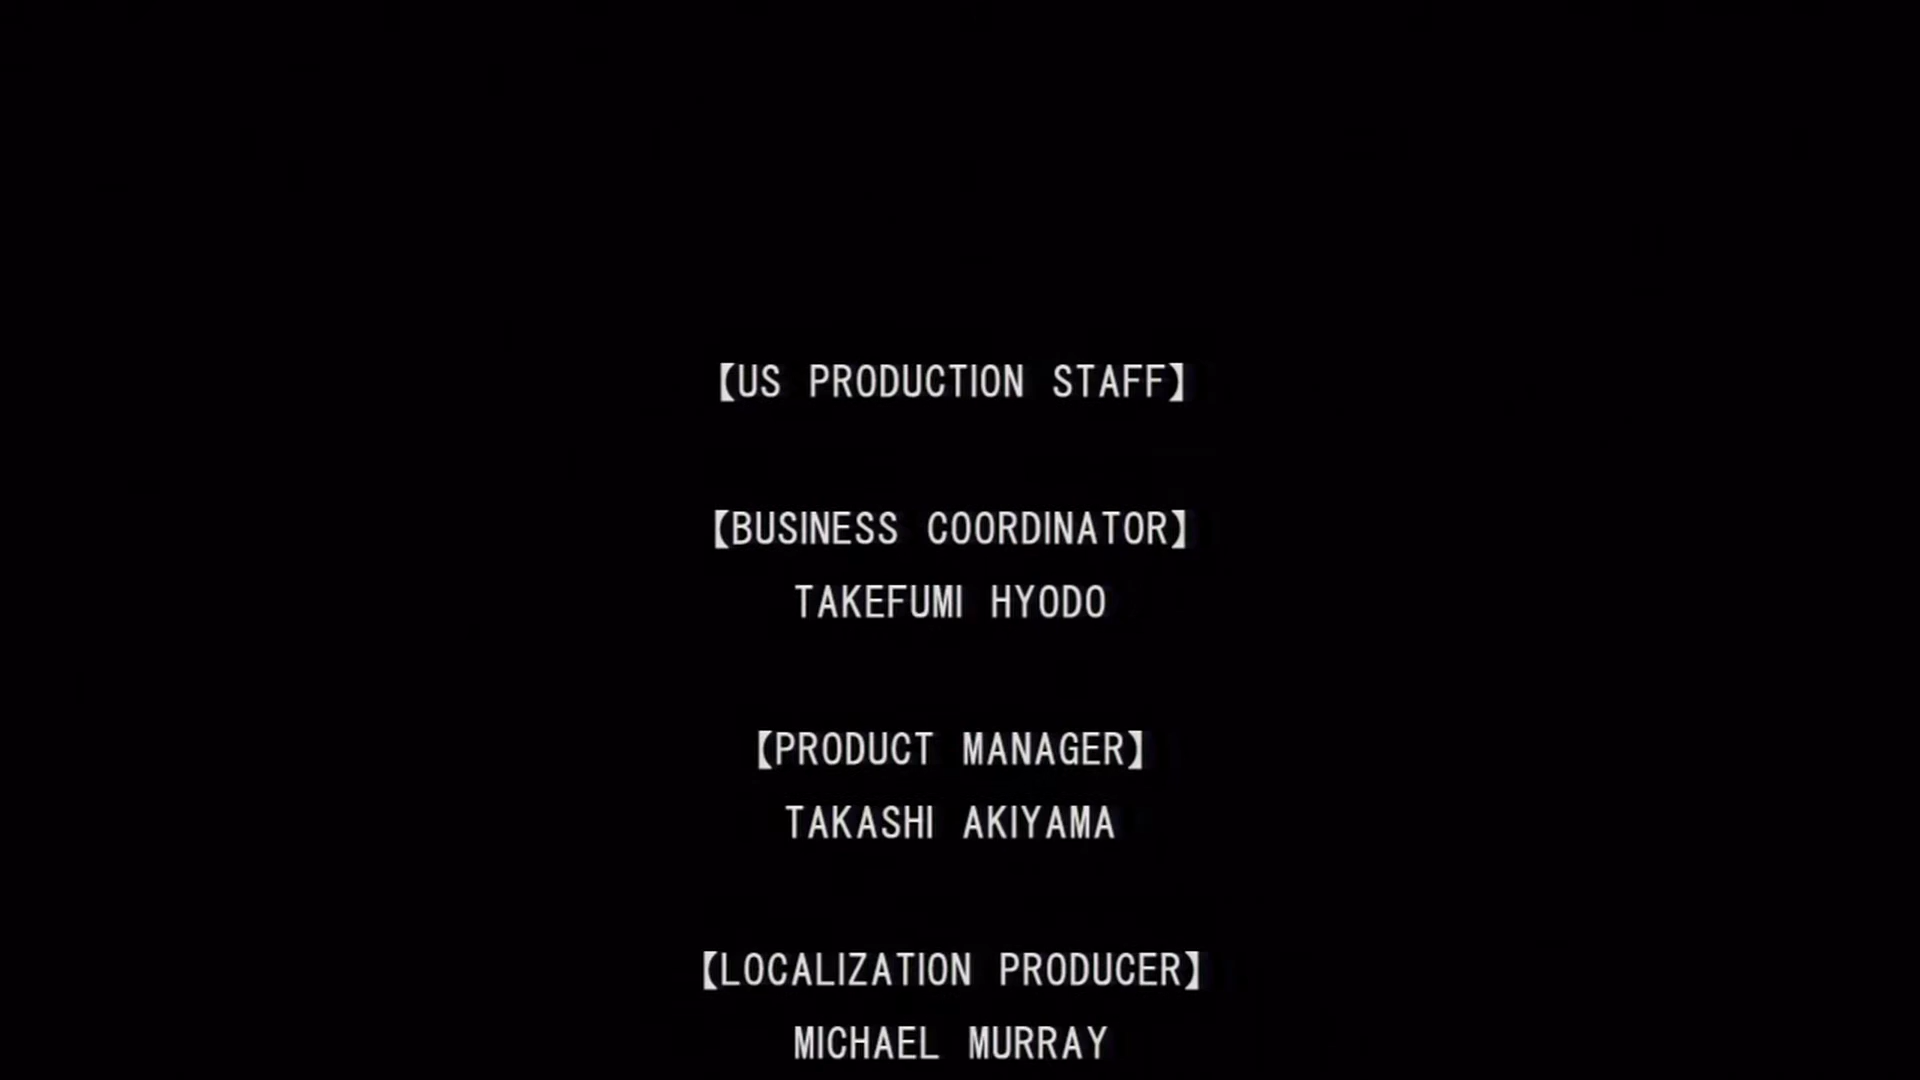 【US PRODUCTION STAFF】
【BUSINESS COORDINATOR】
TAKEFUMI HYODO
【PRODUCT MANAGER】
TAKASHI AKIYAMA
【LOCALIZATION PRODUCER】
MICHAEL MURRAY